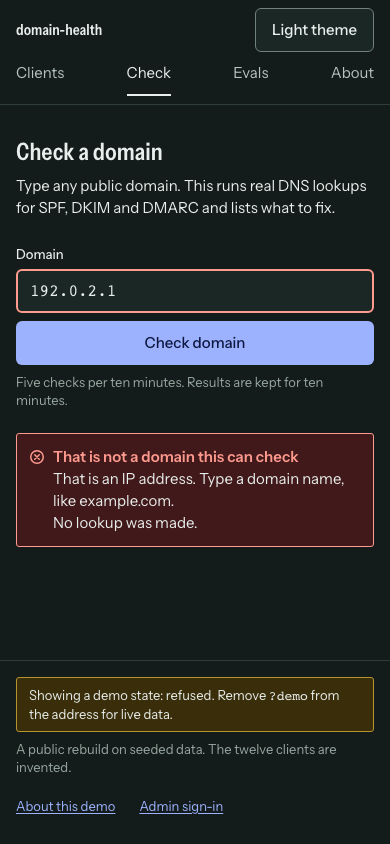 domain-health
Light theme
Clients Check Evals About
Check a domain
Type any public domain. This runs real DNS lookups
for SPF, DKIM and DMARC and lists what to fix.
Domain
192.0.2.1
Check domain
Five checks per ten minutes. Results are kept for ten
minutes.
That is not a domain this can check
That is an IP address. Type a domain name,
like example.com.
No lookup was made.
Showing a demo state: refused. Remove ?demo from
the address for live data.
A public rebuild on seeded data. The twelve clients are
invented.
About this demo Admin sign-in